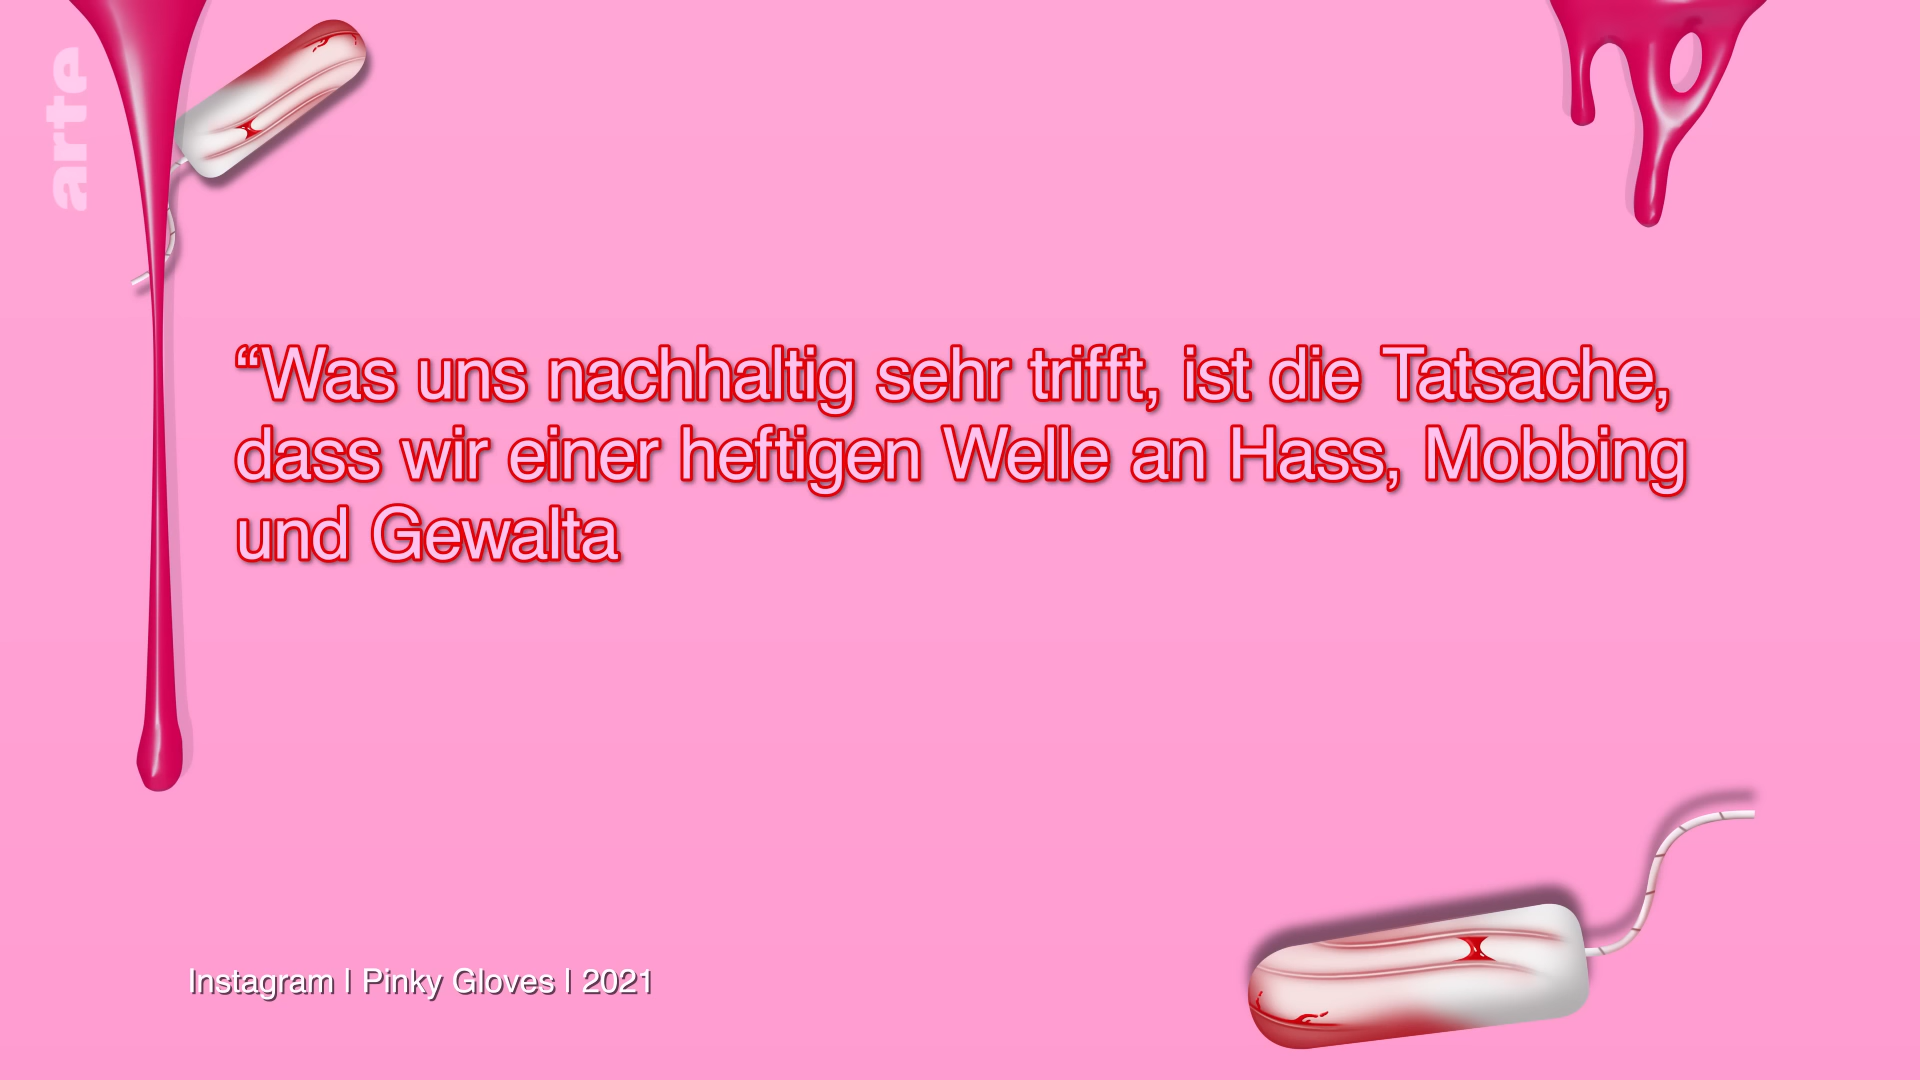 arte
“Was uns nachhaltig sehr trifft, ist die Tatsache,
dass wir einer heftigen Welle an Hass, Mobbing
und Gewalta
Instagram | Pinky Gloves | 2021